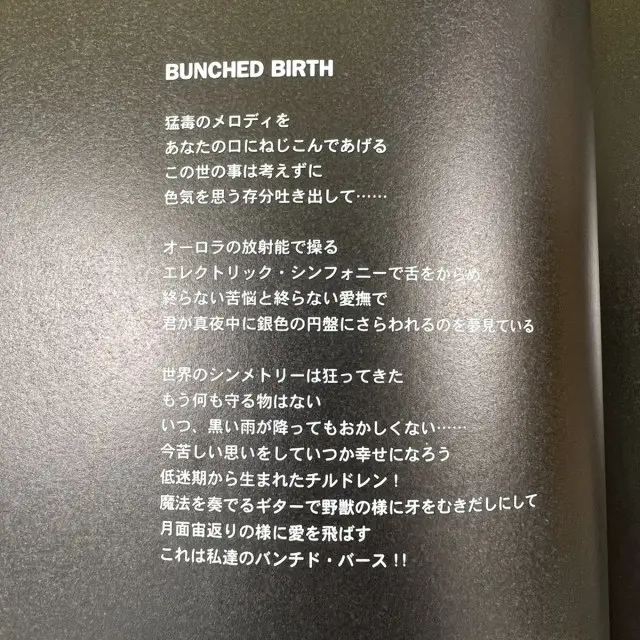 BUNCHED BIRTH
猛毒のメロディを
あなたの口にねじこんであげる
この世の事は考えずに
色気を思う存分吐き出して……
オーロラの放射能で操る
エレクトリック・シンフォニーで舌をからめ
終らない苦悩と終らない愛撫で
君が真夜中に銀色の円盤にさらわれるのを夢見ている
世界のシンメトリーは狂ってきた
もう何も守る物はない
いつ、黒い雨が降ってもおかしくない……
今苦しい思いをしていつか幸せになろう
低迷期から生まれたチルドレン！
魔法を奏でるギターで野獣の様に牙をむきだしにして
月面宙返りの様に愛を飛ばす
これは私達のバンチド・バース!!